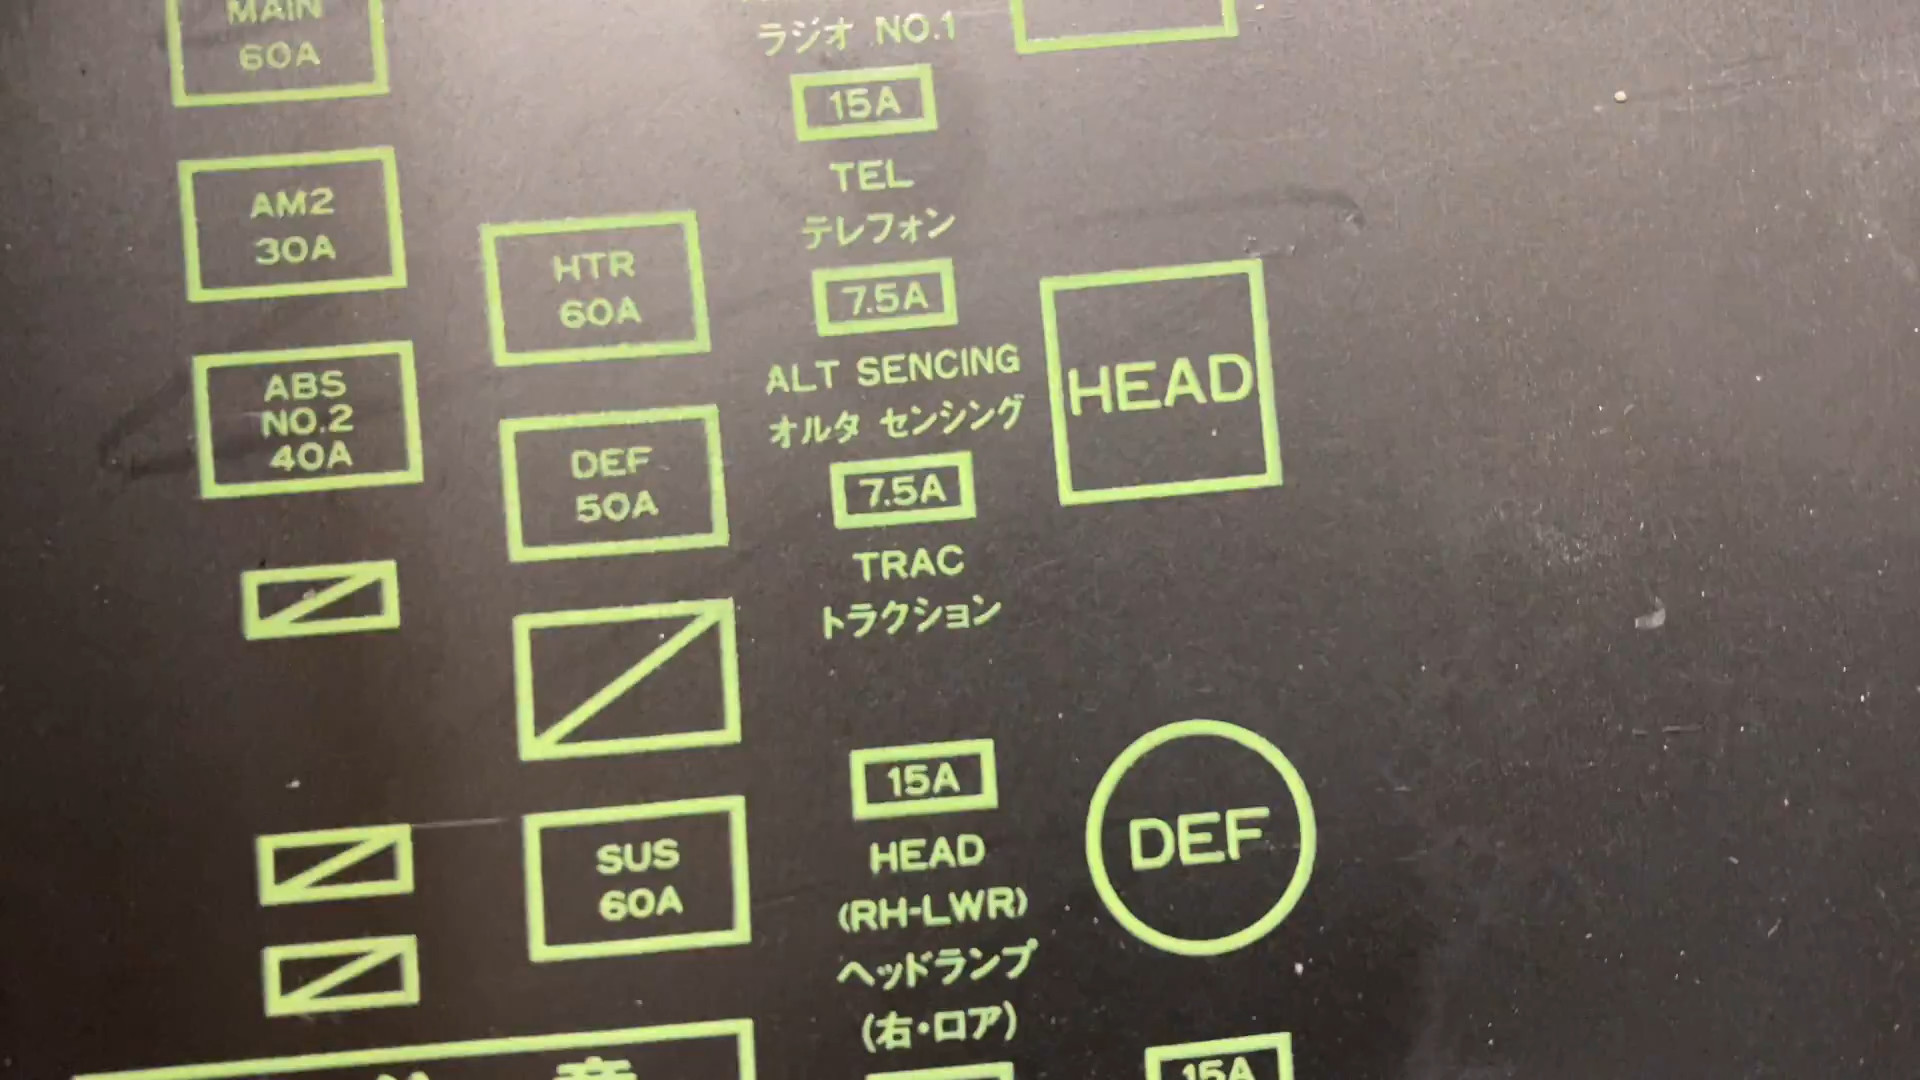 MAIN
60A
AM2
30A
ABS
NO.2
40A
HTR
60A
DEF
50A
SUS
60A
ラジオ NO.1
15A
TEL
テレフォン
7.5A
ALT SENCING
オルタ センシング
7.5A
TRAC
トラクション
15A
HEAD
(RH-LWR)
ヘッドランプ
(右・ロア)
HEAD
DEF
15A